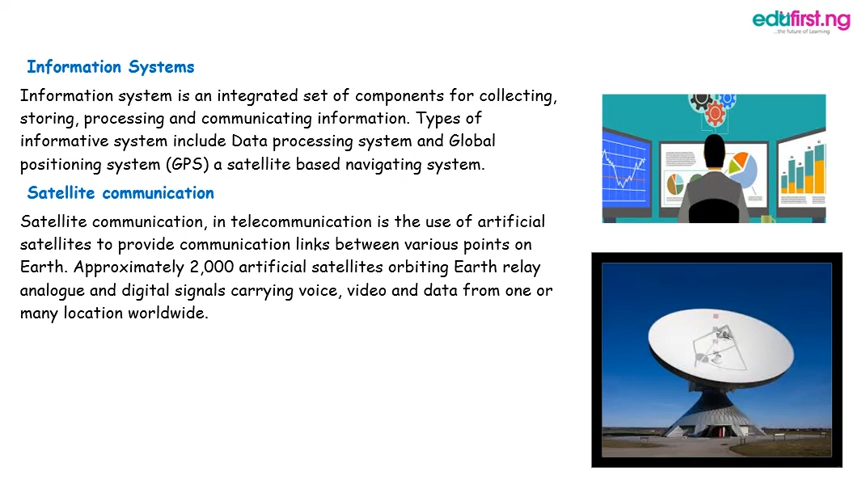 edufirst.ng
...the future of Learning
Information Systems
Information system is an integrated set of components for collecting,
storing, processing and communicating information. Types of
informative system include Data processing system and Global
positioning system (GPS) a satellite based navigating system.
Satellite communication
Satellite communication, in telecommunication is the use of artificial
satellites to provide communication links between various points on
Earth. Approximately 2,000 artificial satellites orbiting Earth relay
analogue and digital signals carrying voice, video and data from one or
many location worldwide.